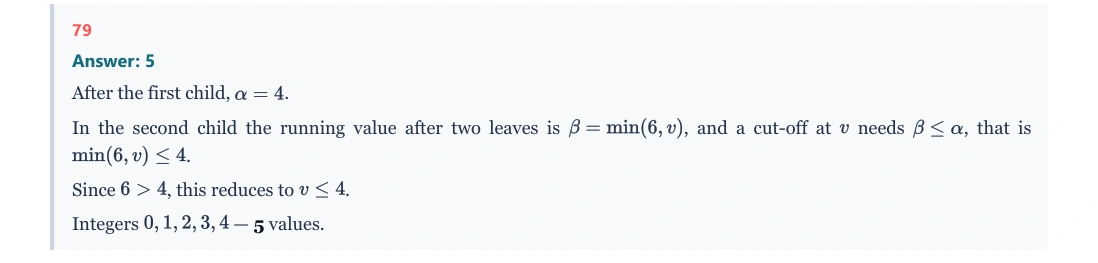 79
Answer: 5
After the first child, α = 4.
In the second child the running value after two leaves is β = min(6, v), and a cut-off at v needs β ≤ α, that is
min(6, v) ≤ 4.
Since 6 > 4, this reduces to v ≤ 4.
Integers 0, 1, 2, 3, 4 – 5 values.